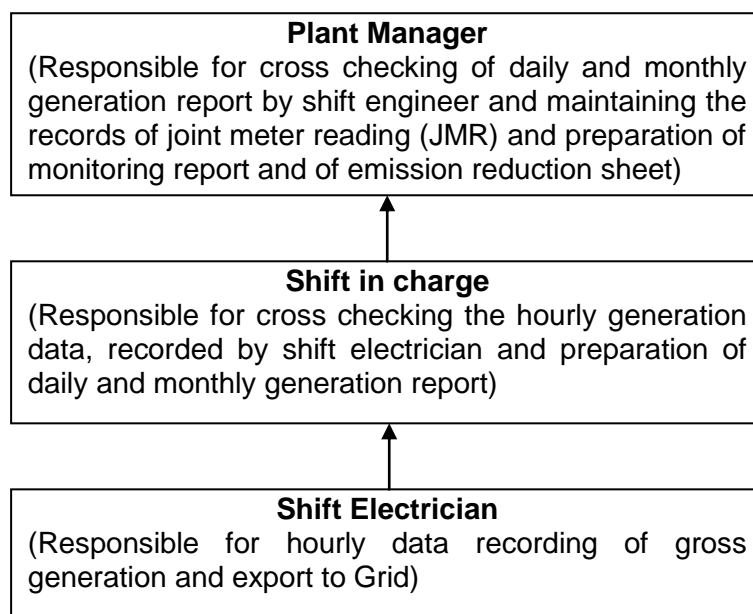 Plant Manager
(Responsible for cross checking of daily and monthly
generation report by shift engineer and maintaining the
records of joint meter reading (JMR) and preparation of
monitoring report and of emission reduction sheet)
Shift in charge
(Responsible for cross checking the hourly generation
data, recorded by shift electrician and preparation of
daily and monthly generation report)
Shift Electrician
(Responsible for hourly data recording of gross
generation and export to Grid)